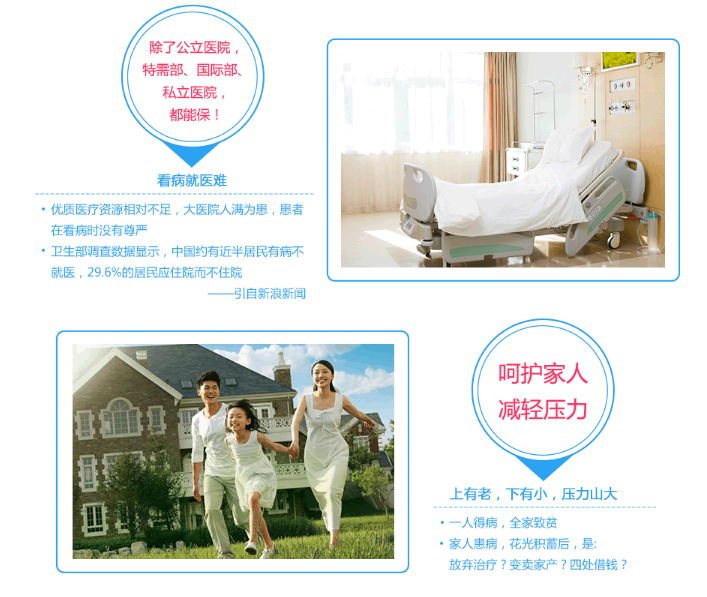 除了公立医院，
特需部、国际部、
私立医院，
都能保！
看病就医难
• 优质医疗资源相对不足，大医院人满为患，患者
在看病时没有尊严
• 卫生部调查数据显示，中国约有近半居民有病不
就医，29.6%的居民应住院而不住院
——引自新浪新闻
呵护家人
减轻压力
上有老，下有小，压力山大
• 一人得病，全家致贫
• 家人患病，花光积蓄后，是:
放弃治疗？变卖家产？四处借钱？